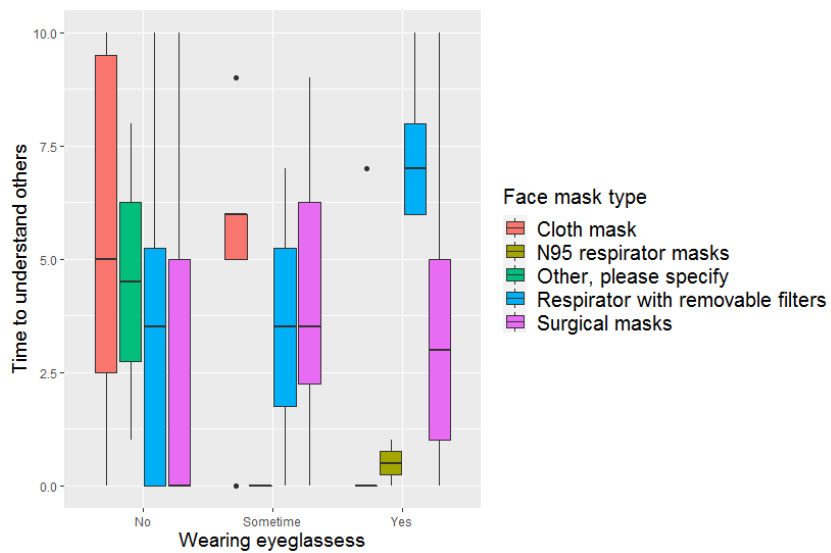 10.0
7.5
5.0
2.5
0.0
Time to understand others
No Sometime Yes
Wearing eyeglassess
Face mask type
Cloth mask
N95 respirator masks
Other, please specify
Respirator with removable filters
Surgical masks